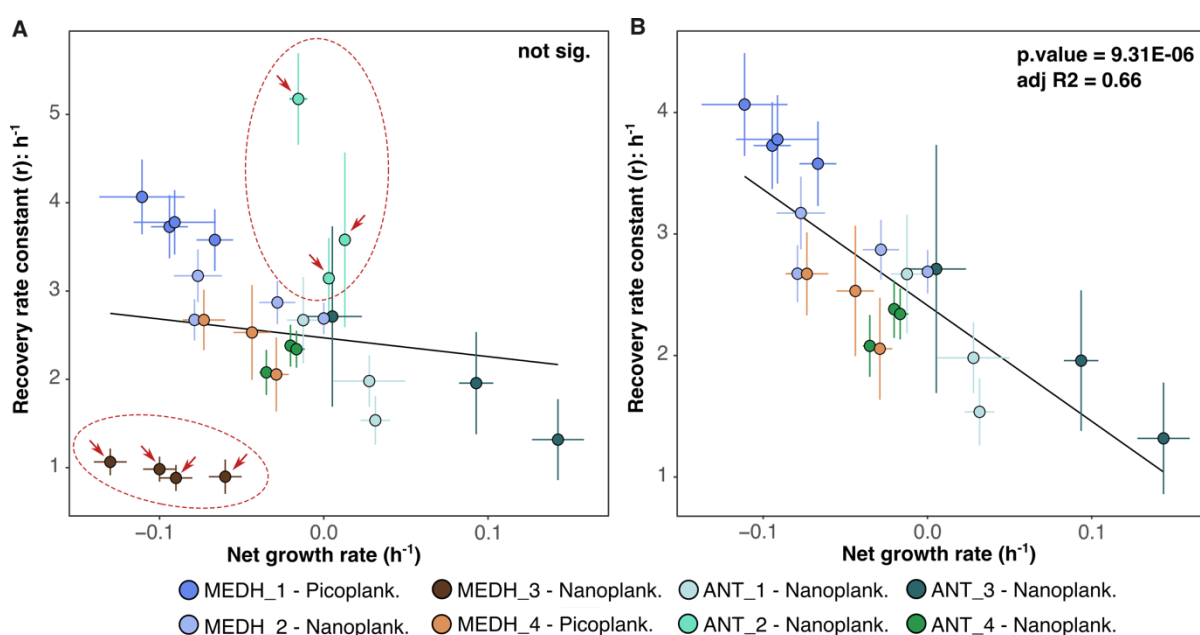 A
not sig.
Recovery rate constant (r): h⁻¹
5
4
3
2
1
−0.1
0.0
0.1
Net growth rate (h⁻¹)
B
p.value = 9.31E-06
adj R2 = 0.66
Recovery rate constant (r): h⁻¹
4
3
2
1
−0.1
0.0
0.1
Net growth rate (h⁻¹)
MEDH_1 - Picoplank.
MEDH_3 - Nanoplank.
ANT_1 - Nanoplank.
ANT_3 - Nanoplank.
MEDH_2 - Nanoplank.
MEDH_4 - Picoplank.
ANT_2 - Nanoplank.
ANT_4 - Nanoplank.